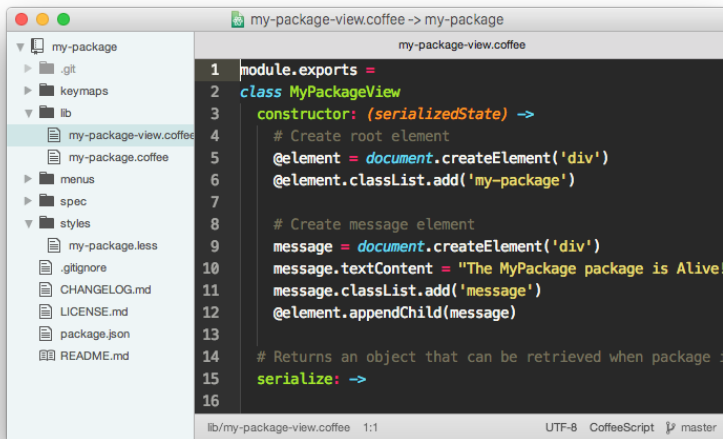 my-package-view.coffee -> my-package
my-package
.git
keymaps
lib
my-package-view.coffee
my-package.coffee
menus
spec
styles
my-package.less
.gitignore
CHANGELOG.md
LICENSE.md
package.json
README.md
my-package-view.coffee
1 module.exports =
2 class MyPackageView
3 constructor: (serializedState) ->
4 # Create root element
5 @element = document.createElement('div')
6 @element.classList.add('my-package')
7
8 # Create message element
9 message = document.createElement('div')
10 message.textContent = "The MyPackage package is Alive!
11 message.classList.add('message')
12 @element.appendChild(message)
13
14 # Returns an object that can be retrieved when package
15 serialize: ->
16
lib/my-package-view.coffee 1:1 UTF-8 CoffeeScript master